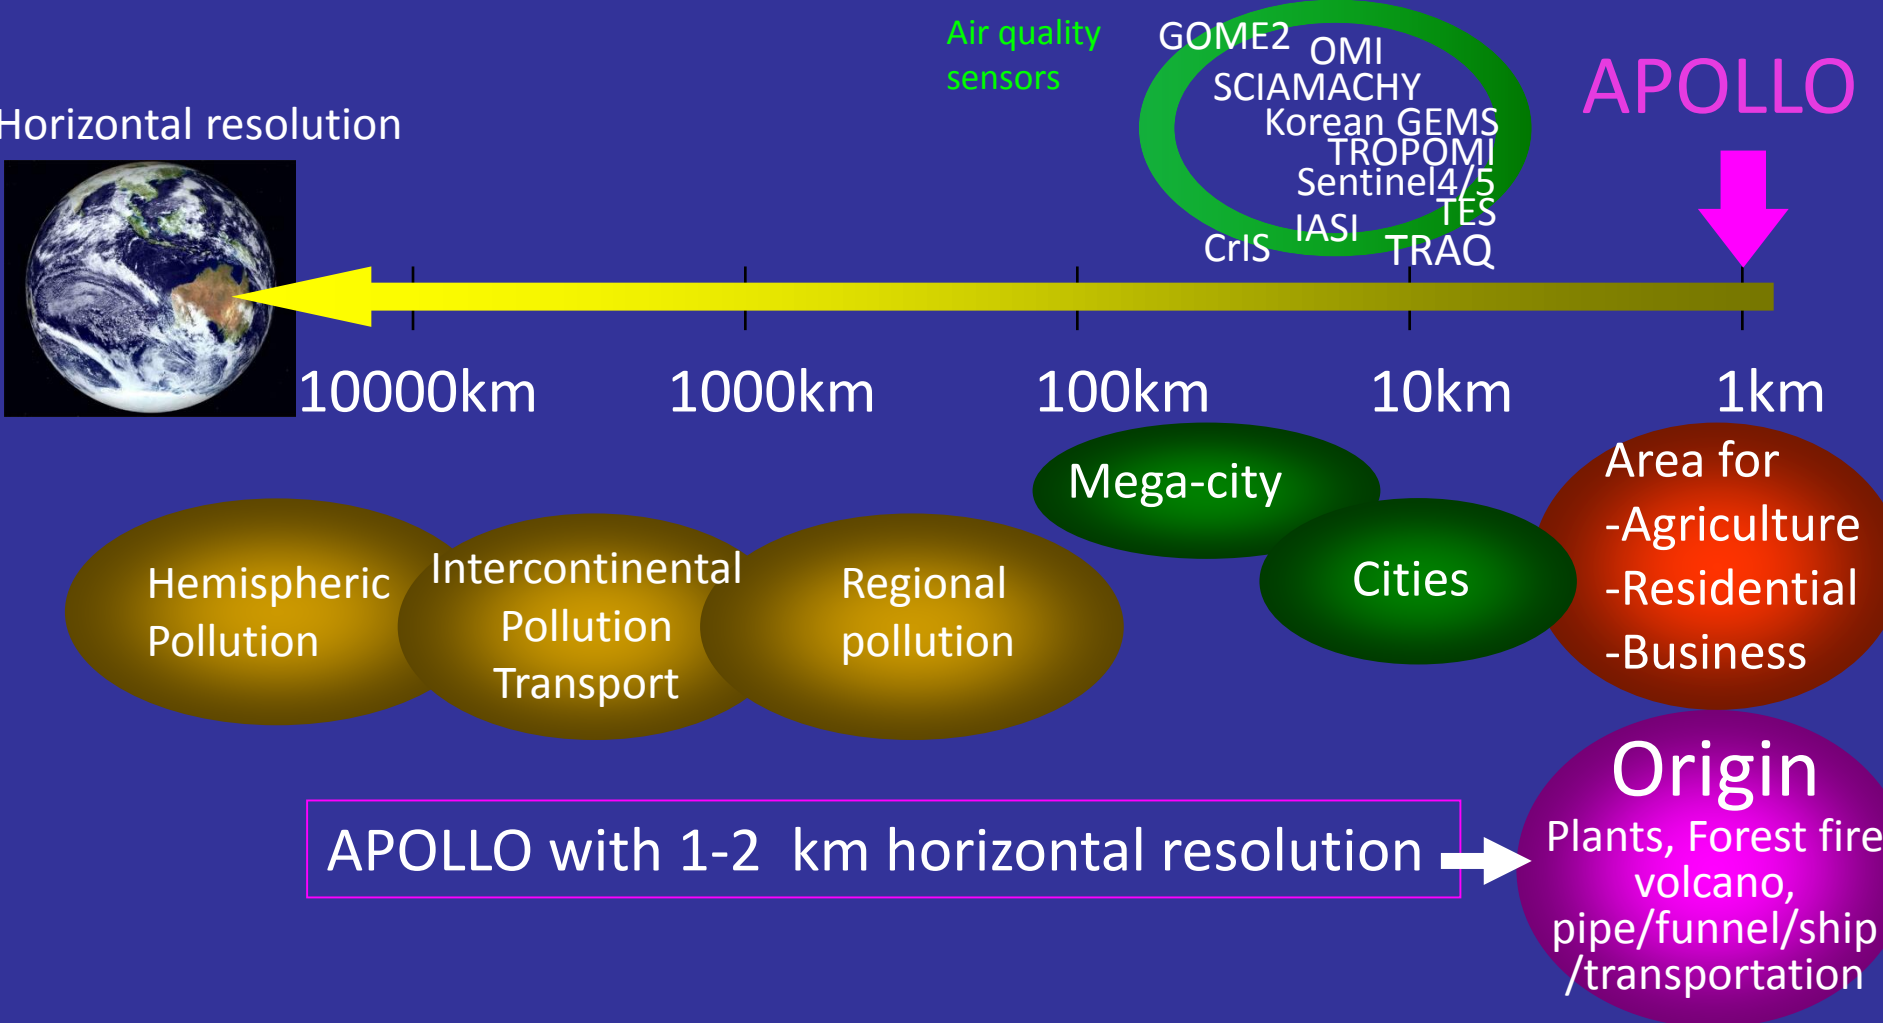 Air quality
sensors
GOME2
OMI
SCIAMACHY
Korean GEMS
TROPOMI
Sentinel4/5
TES
IASI
CrIS
TRAQ
APOLLO
Horizontal resolution
10000km
1000km
100km
10km
1km
Hemispheric
Pollution
Intercontinental
Pollution
Transport
Regional
pollution
Mega-city
Cities
Area for
-Agriculture
-Residential
-Business
APOLLO with 1-2 km horizontal resolution
Origin
Plants, Forest fire
volcano,
pipe/funnel/ship
/transportation